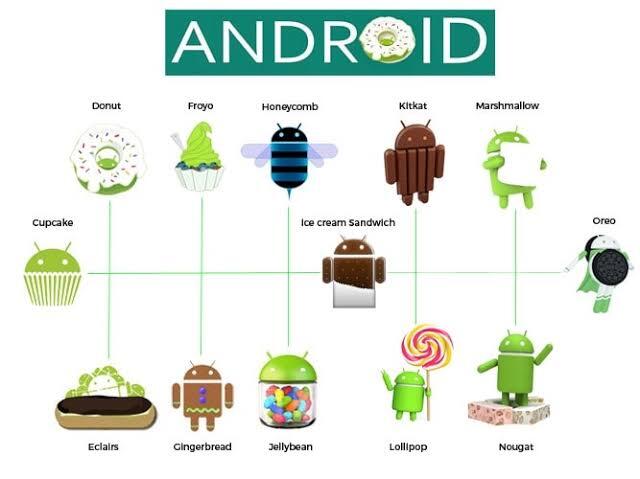 ANDROID
Donut
Froyo
Honeycomb
Kitkat
Marshmallow
Cupcake
Ice cream Sandwich
Oreo
Eclairs
Gingerbread
Jellybean
Lollipop
Nougat